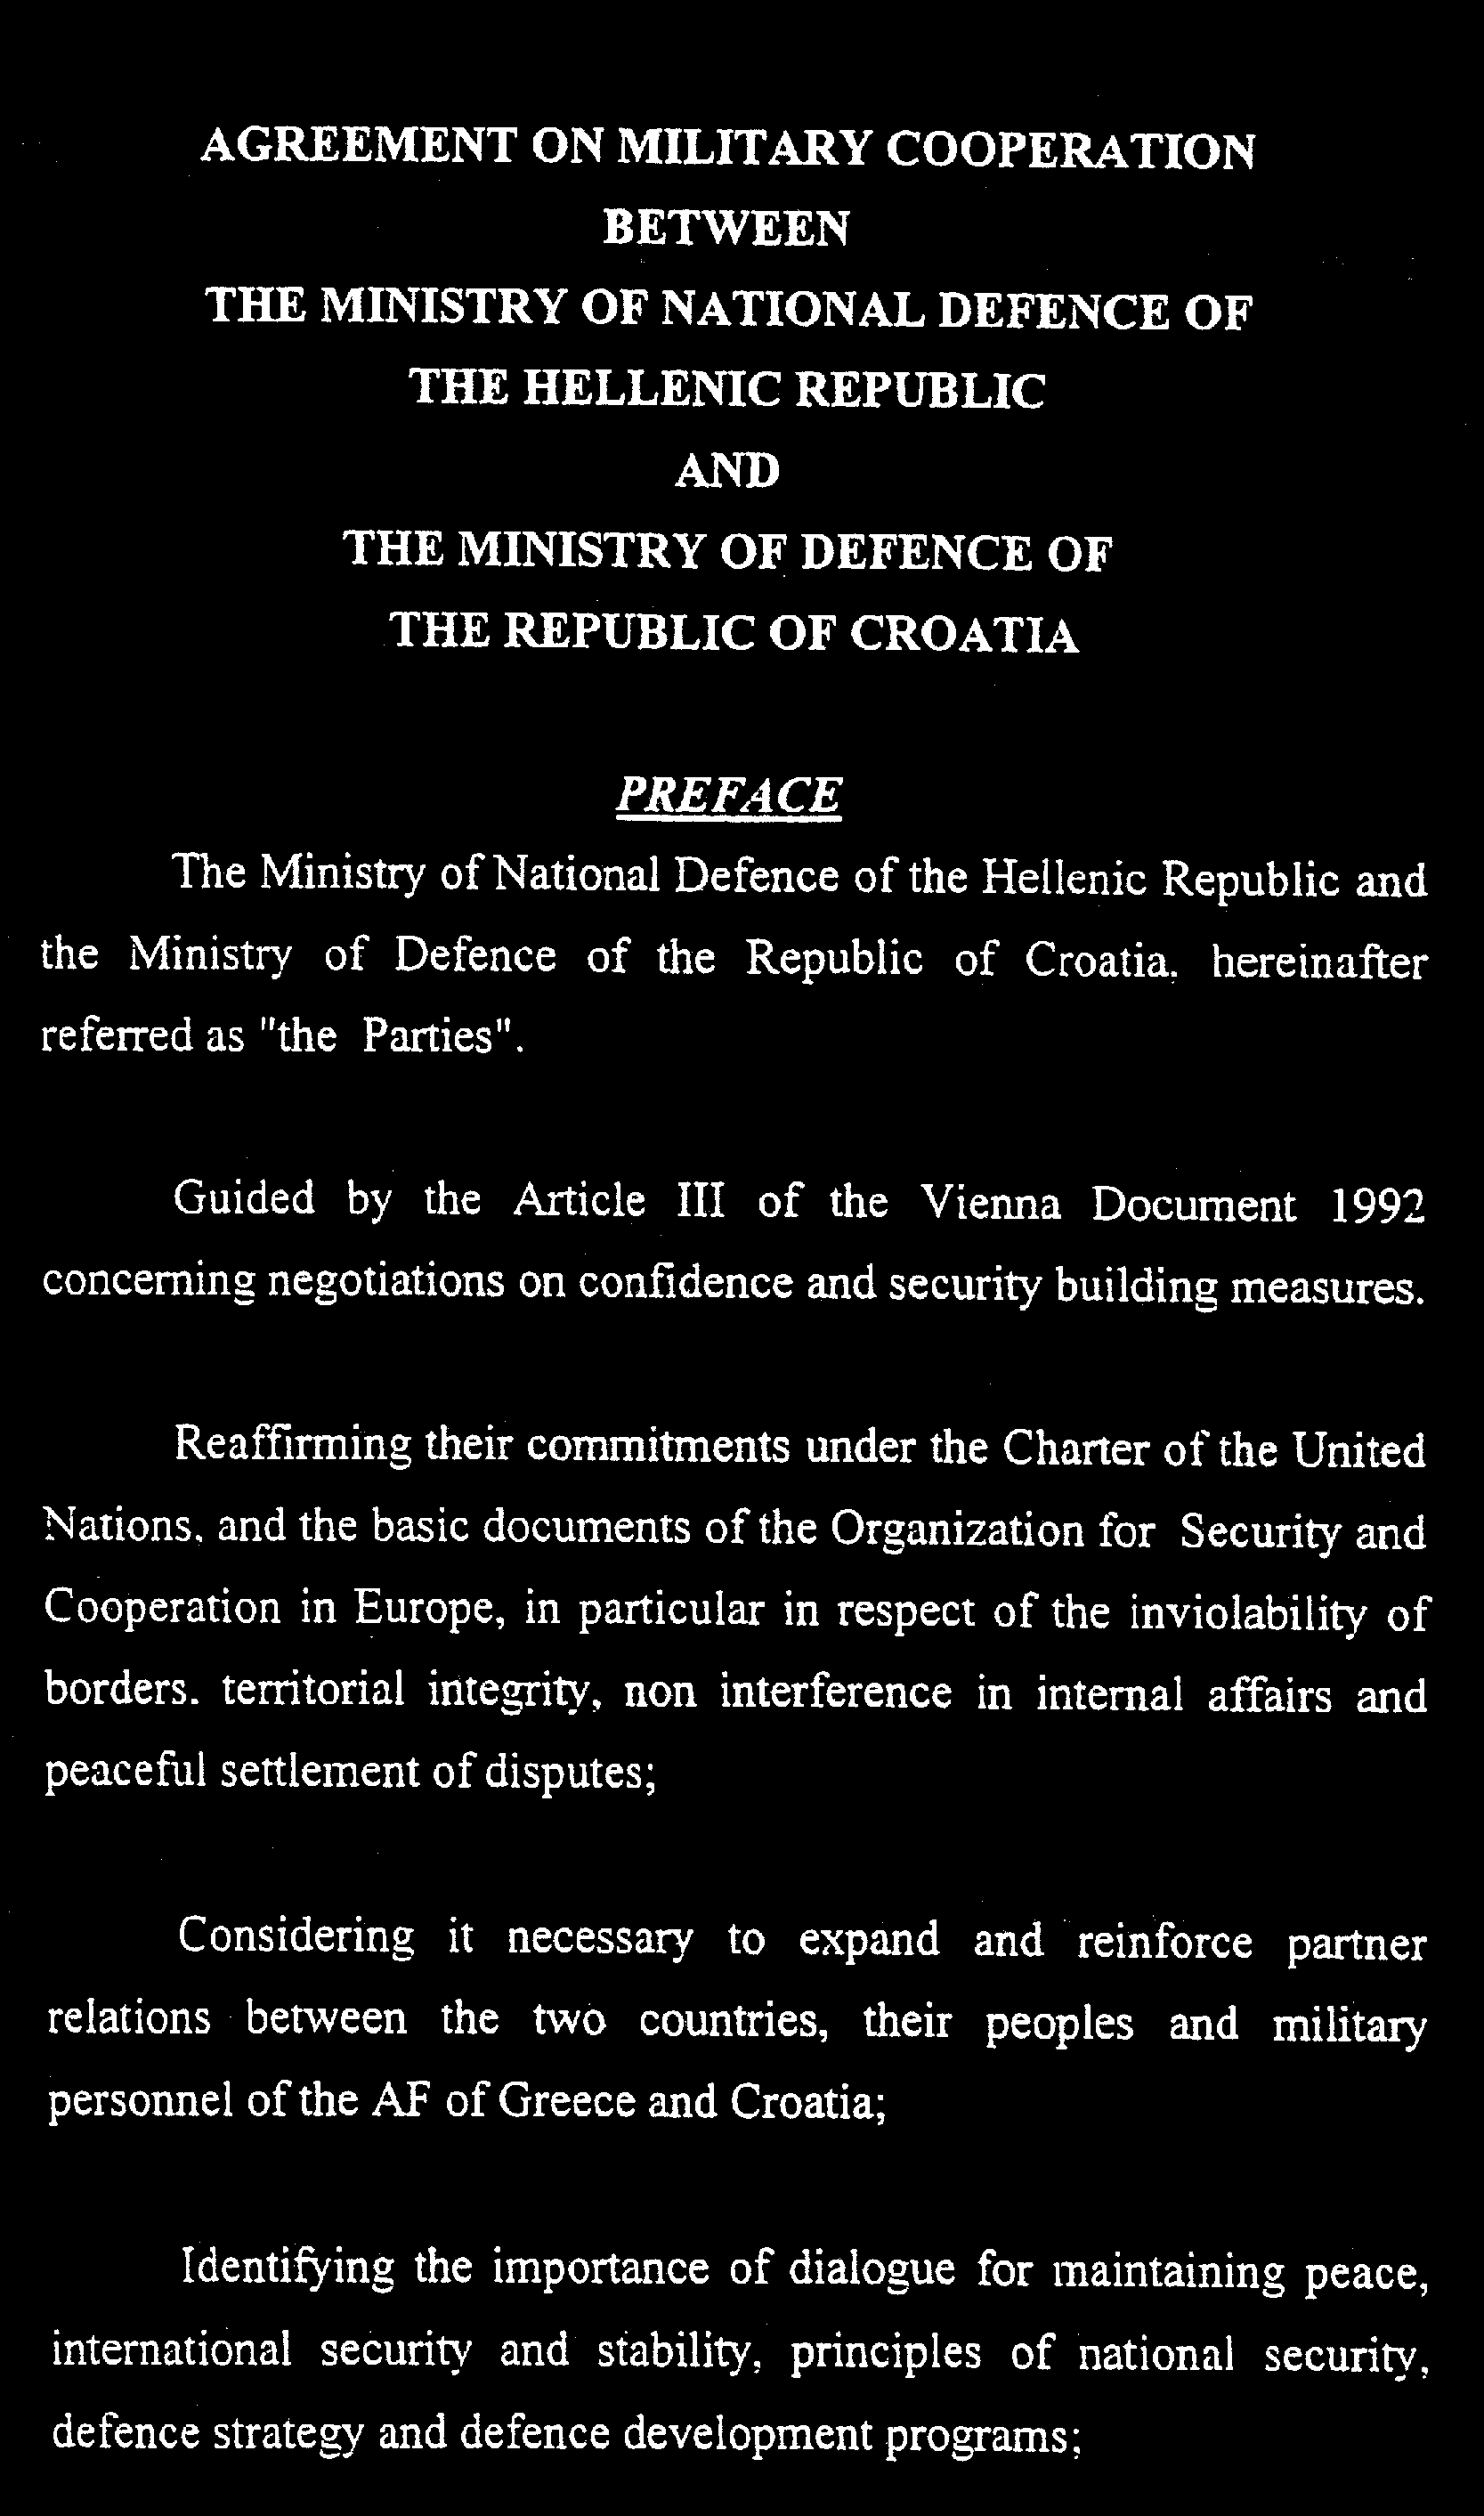 AGREEMENT ON MILITARY COOPERATION
BETWEEN
THE MINISTRY OF NATIONAL DEFENCE OF
THE HELLENIC REPUBLIC
AND
THE MINISTRY OF DEFENCE OF
THE REPUBLIC OF CROATIA
PREFACE
The Ministry of National Defence of the Hellenic Republic and
the Ministry of Defence of the Republic of Croatia, hereinafter
referred as "the Parties".
Guided by the Article III of the Vienna Document 1992
concerning negotiations on confidence and security building measures.
Reaffirming their commitments under the Charter of the United
Nations, and the basic documents of the Organization for Security and
Cooperation in Europe, in particular in respect of the inviolability of
borders. territorial integrity, non interference in internal affairs and
peaceful settlement of disputes;
Considering it necessary to expand and reinforce partner
relations between the two countries, their peoples and military
personnel of the AF of Greece and Croatia;
Identifying the importance of dialogue for maintaining peace,
international security and stability, principles of national security,
defence strategy and defence development programs;